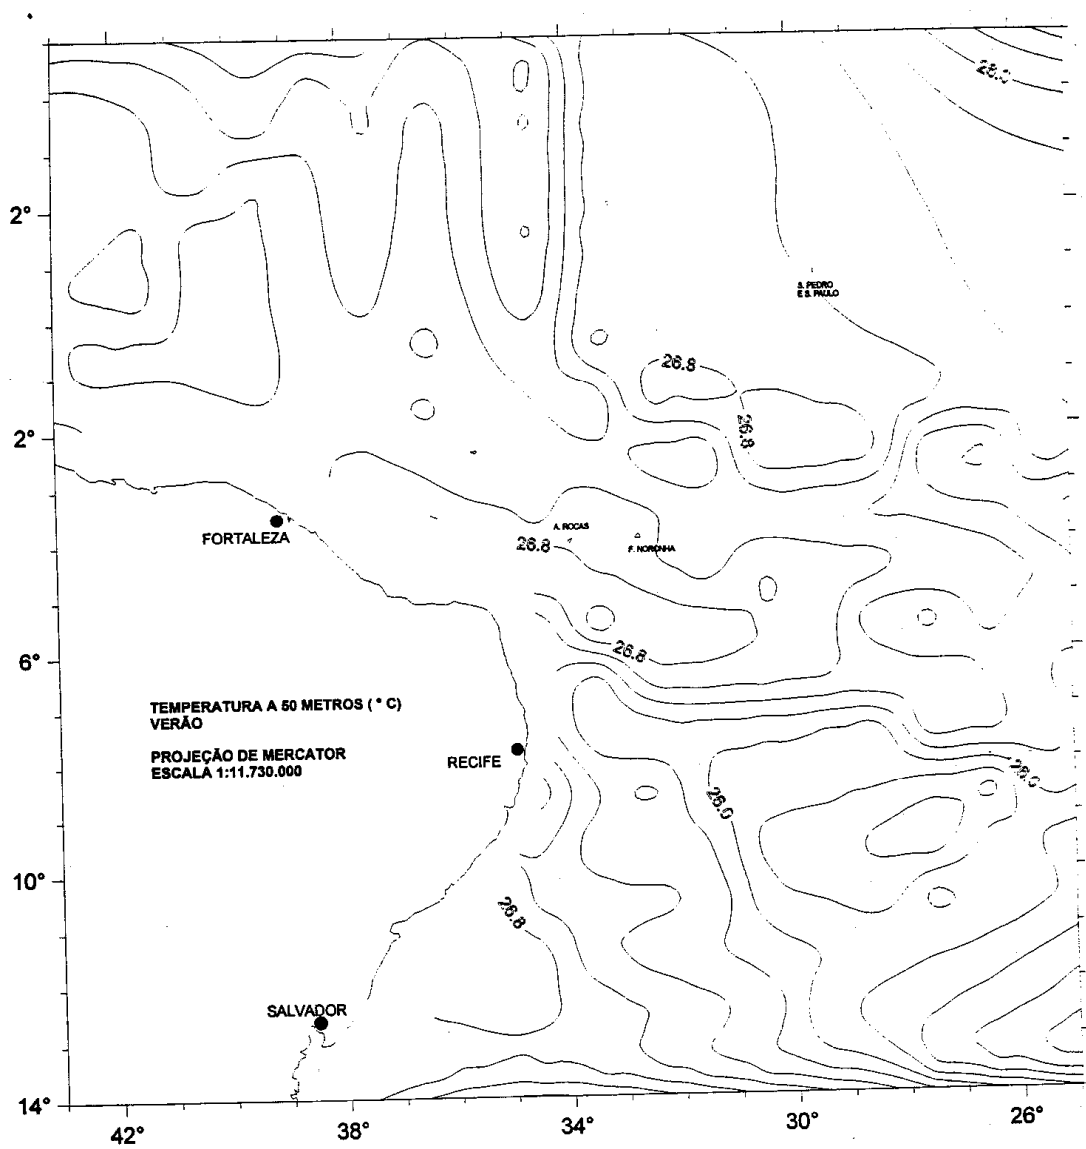 28.0
2°
S. PEDRO
E S. PAULO
26.8
26.8
2°
FORTALEZA
A. ROCAS
26.8
F. NORONHA
26.8
6°
TEMPERATURA A 50 METROS ( ° C)
VERÃO
PROJEÇÃO DE MERCATOR
ESCALA 1:11.730.000
RECIFE
26.0
26.0
10°
26.8
SALVADOR
14°
42°
38°
34°
30°
26°